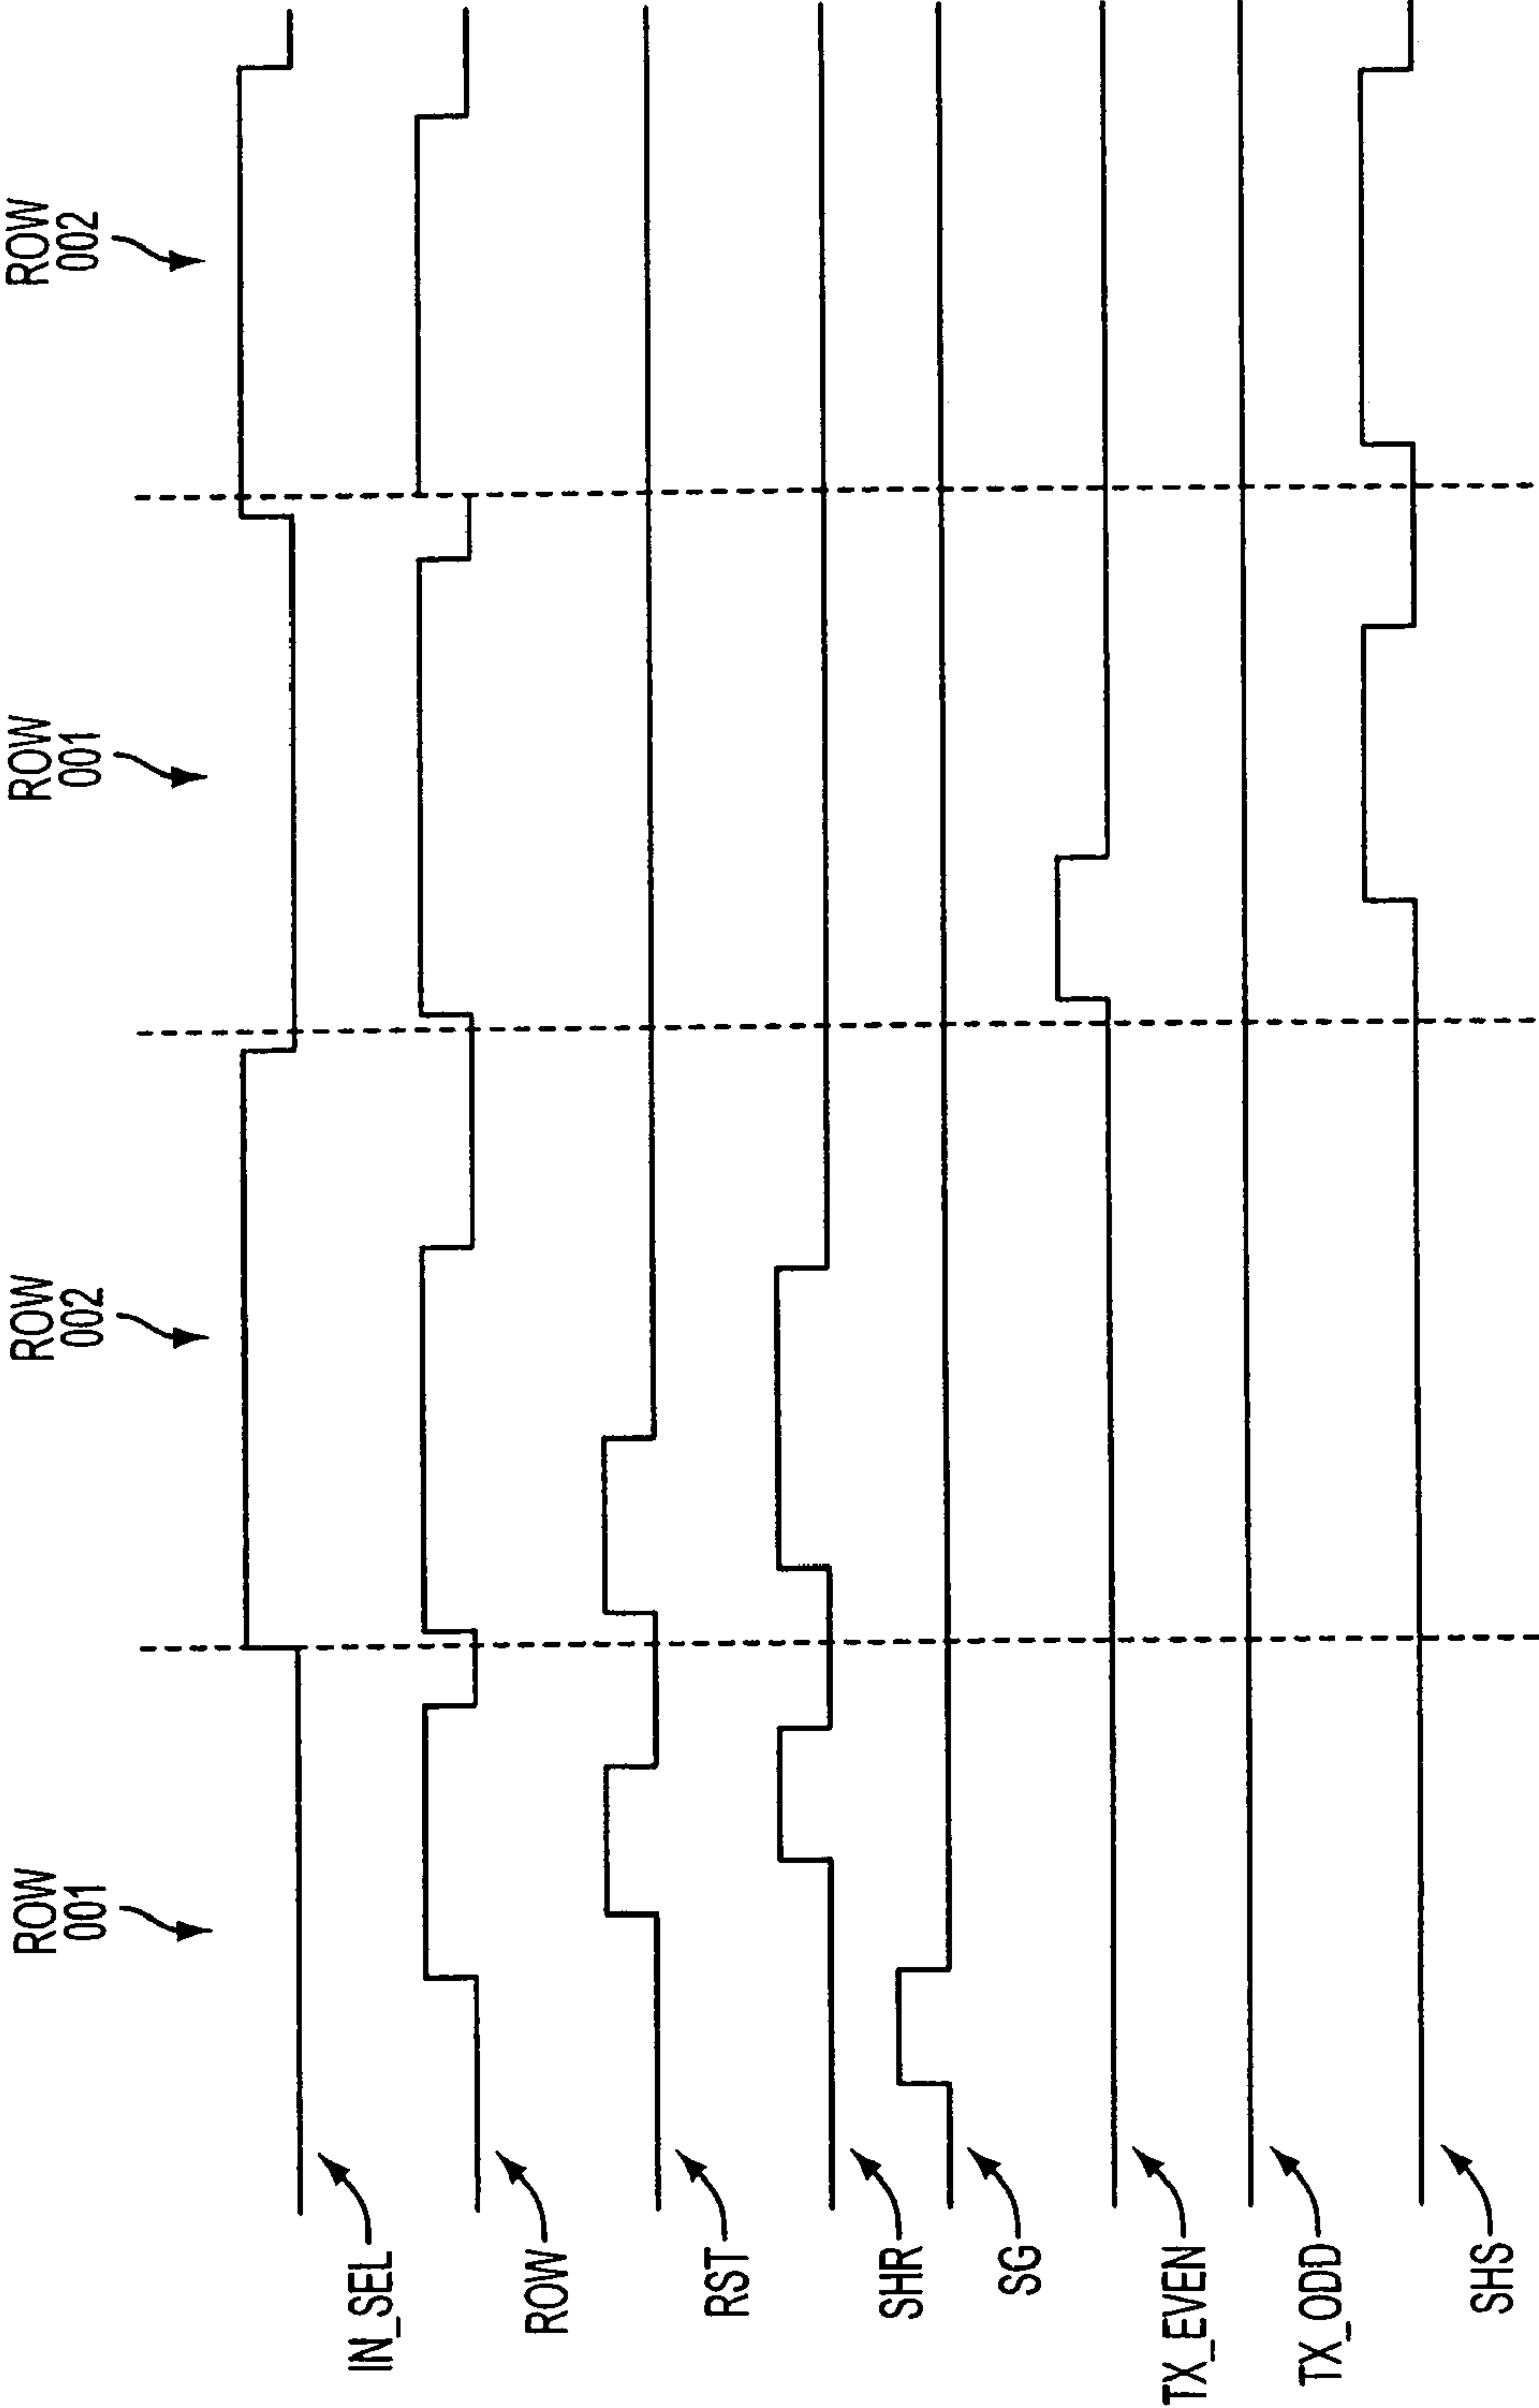 ROW
001
ROW
002
ROW
001
ROW
002
IN_SEL
ROW
RST
SHR
SG
TX_EVEN
TX_ODD
SHS